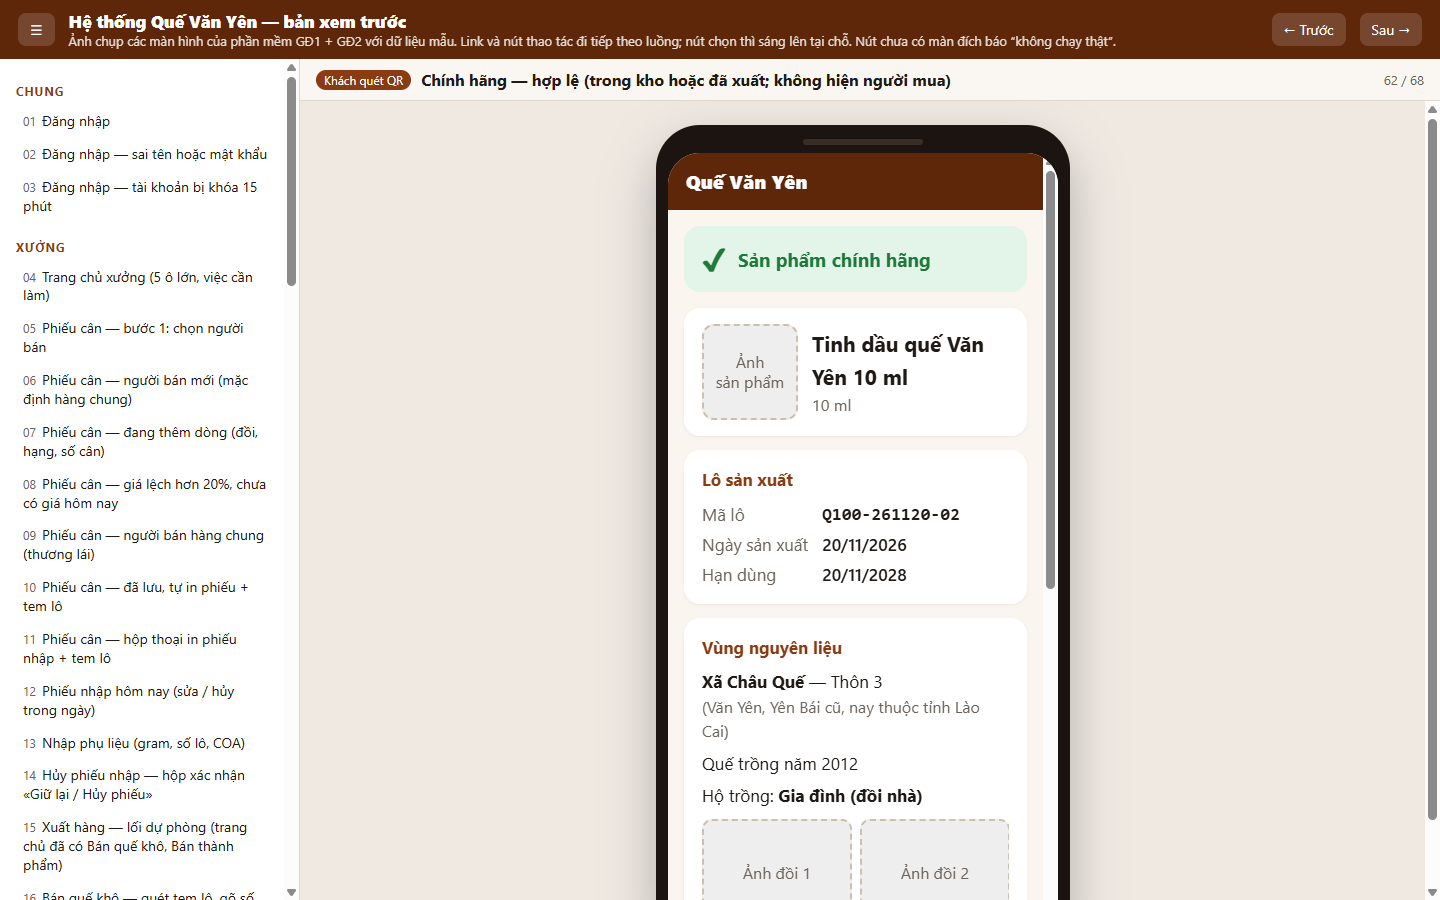 ☰
Hệ thống Quế Văn Yên — bản xem trước
Ảnh chụp các màn hình của phần mềm GĐ1 + GĐ2 với dữ liệu mẫu. Link và nút thao tác đi tiếp theo luồng; nút chọn thì sáng lên tại chỗ. Nút chưa có màn đích báo “không chạy thật”.
← Trước
Sau →
CHUNG
01 Đăng nhập
02 Đăng nhập — sai tên hoặc mật khẩu
03 Đăng nhập — tài khoản bị khóa 15
phút
XƯỞNG
04 Trang chủ xưởng (5 ô lớn, việc cần
làm)
05 Phiếu cân — bước 1: chọn người
bán
06 Phiếu cân — người bán mới (mặc
định hàng chung)
07 Phiếu cân — đang thêm dòng (đồi,
hạng, số cân)
08 Phiếu cân — giá lệch hơn 20%, chưa
có giá hôm nay
09 Phiếu cân — người bán hàng chung
(thương lái)
10 Phiếu cân — đã lưu, tự in phiếu +
tem lô
11 Phiếu cân — hộp thoại in phiếu
nhập + tem lô
12 Phiếu nhập hôm nay (sửa / hủy
trong ngày)
13 Nhập phụ liệu (gram, số lô, COA)
14 Hủy phiếu nhập — hộp xác nhận
«Giữ lại / Hủy phiếu»
15 Xuất hàng — lối dự phòng (trang
chủ đã có Bán quế khô, Bán thành
phẩm)
16 Bán quế khô — quét tem lô, gõ số
Khách quét QR
Chính hãng — hợp lệ (trong kho hoặc đã xuất; không hiện người mua)
62 / 68
Quế Văn Yên
✓ Sản phẩm chính hãng
Ảnh
sản phẩm
Tinh dầu quế Văn
Yên 10 ml
10 ml
Lô sản xuất
Mã lô Q100-261120-02
Ngày sản xuất 20/11/2026
Hạn dùng 20/11/2028
Vùng nguyên liệu
Xã Châu Quế — Thôn 3
(Văn Yên, Yên Bái cũ, nay thuộc tỉnh Lào
Cai)
Quế trồng năm 2012
Hộ trồng: Gia đình (đồi nhà)
Ảnh đồi 1
Ảnh đồi 2